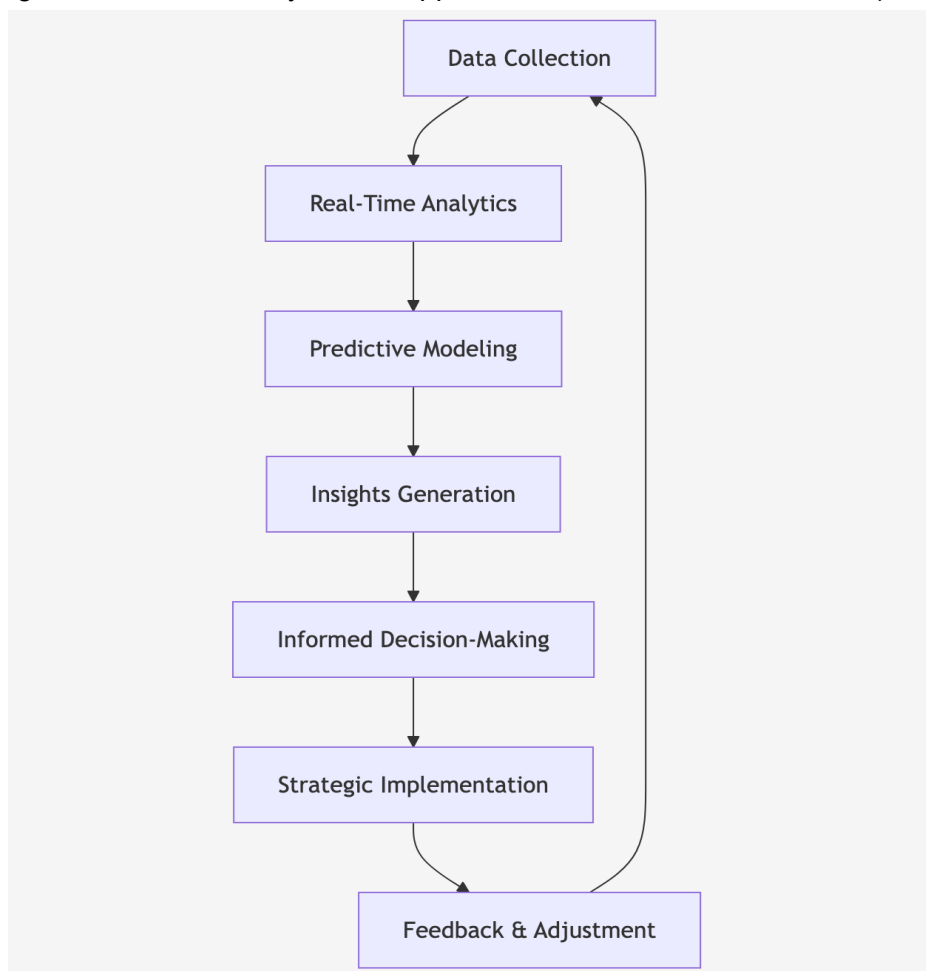 Data Collection
Real-Time Analytics
Predictive Modeling
Insights Generation
Informed Decision-Making
Strategic Implementation
Feedback & Adjustment